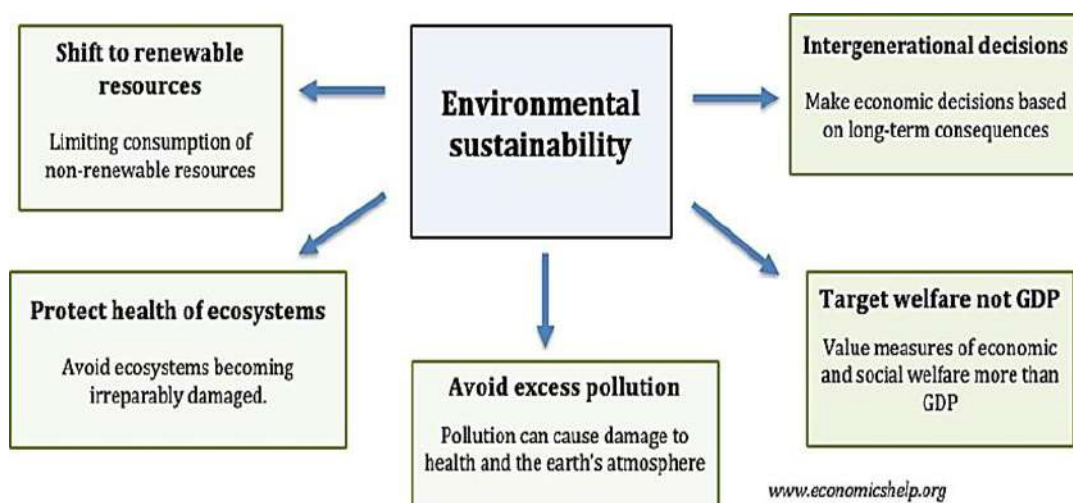 Shift to renewable
resources
Limiting consumption of
non-renewable resources
Environmental
sustainability
Intergenerational decisions
Make economic decisions based
on long-term consequences
Protect health of ecosystems
Avoid ecosystems becoming
irreparably damaged.
Avoid excess pollution
Pollution can cause damage to
health and the earth's atmosphere
Target welfare not GDP
Value measures of economic
and social welfare more than
GDP
www.economicshelp.org